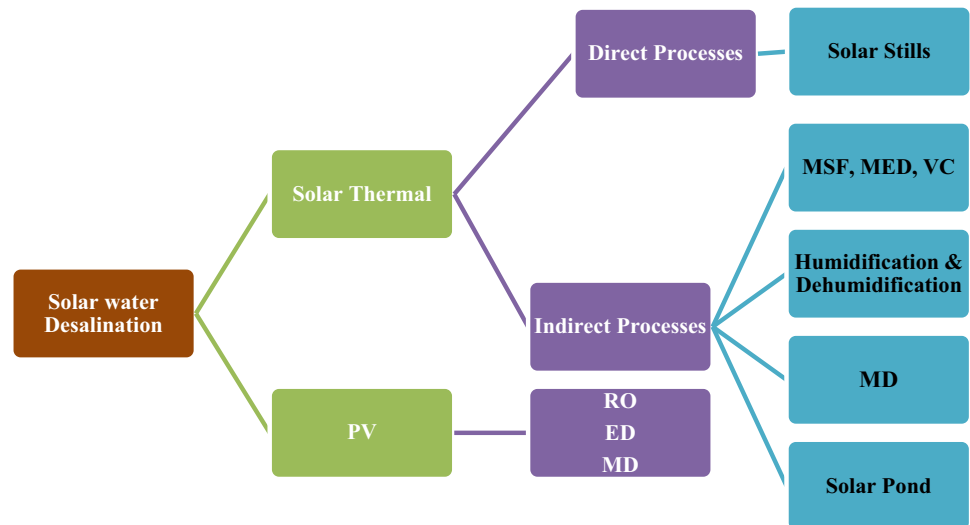 Solar water
Desalination
Solar Thermal
PV
Direct Processes
Indirect Processes
RO
ED
MD
Solar Stills
MSF, MED, VC
Humidification &
Dehumidification
MD
Solar Pond